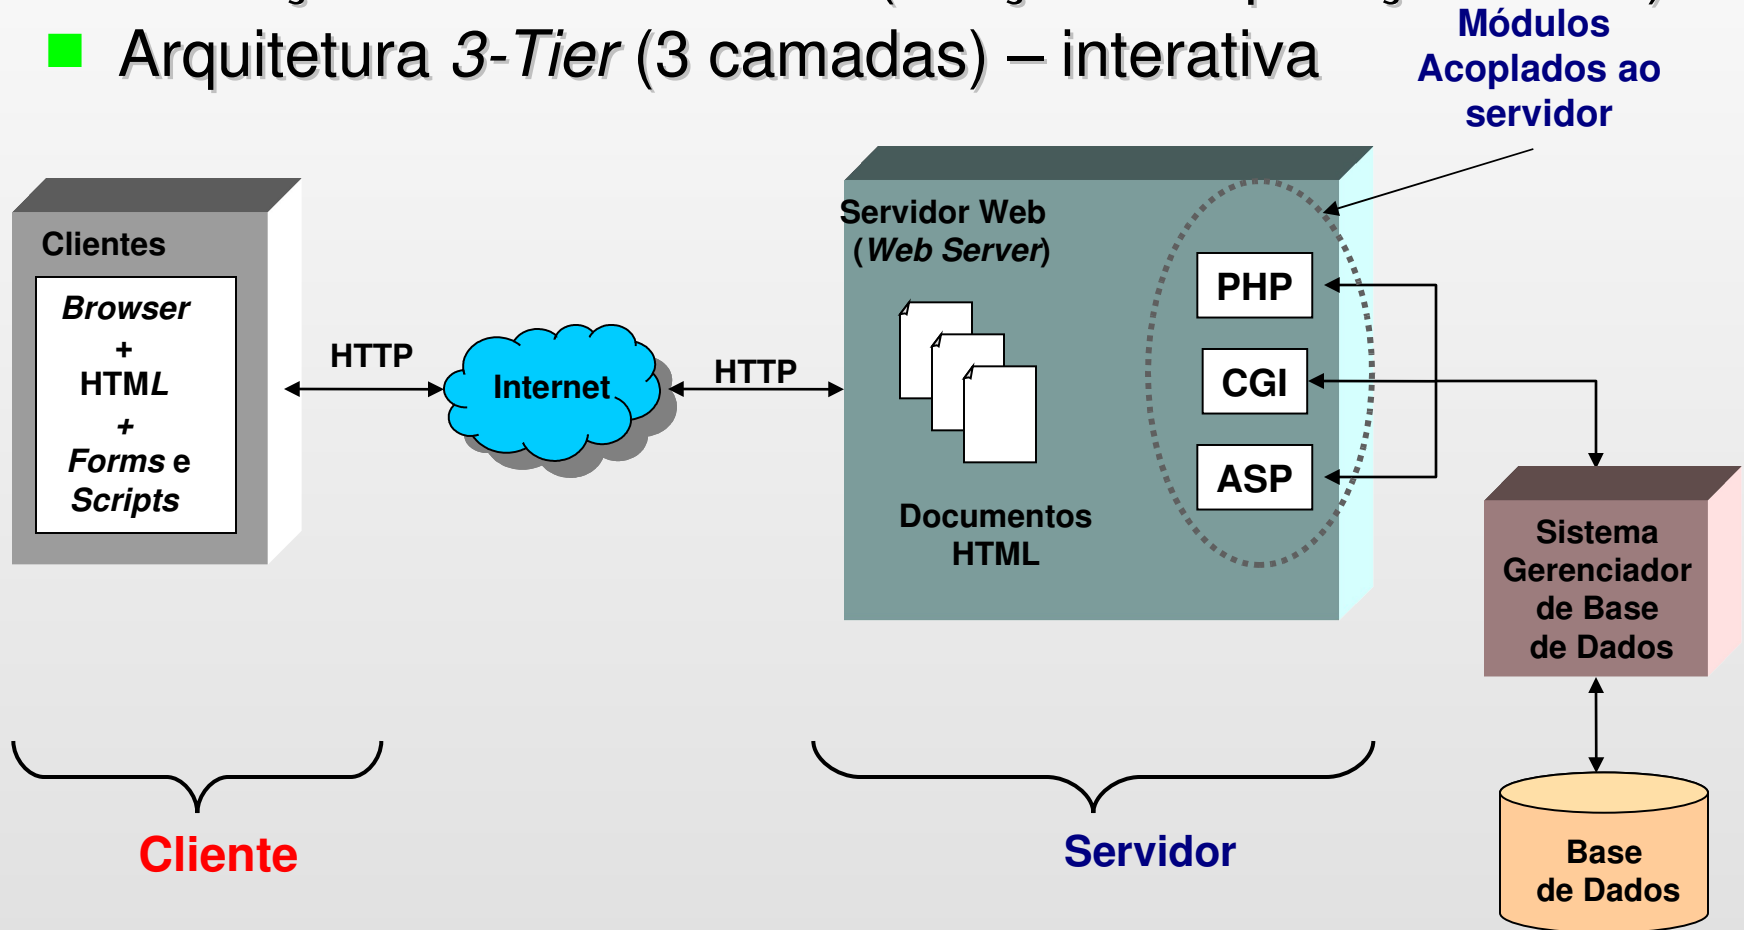 Arquitetura 3-Tier (3 camadas) – interativa
Módulos
Acoplados ao
servidor
Clientes
Browser
+
HTML
+
Forms e
Scripts
HTTP
Internet
HTTP
Servidor Web
(Web Server)
Documentos
HTML
PHP
CGI
ASP
Sistema
Gerenciador
de Base
de Dados
Base
de Dados
Cliente
Servidor